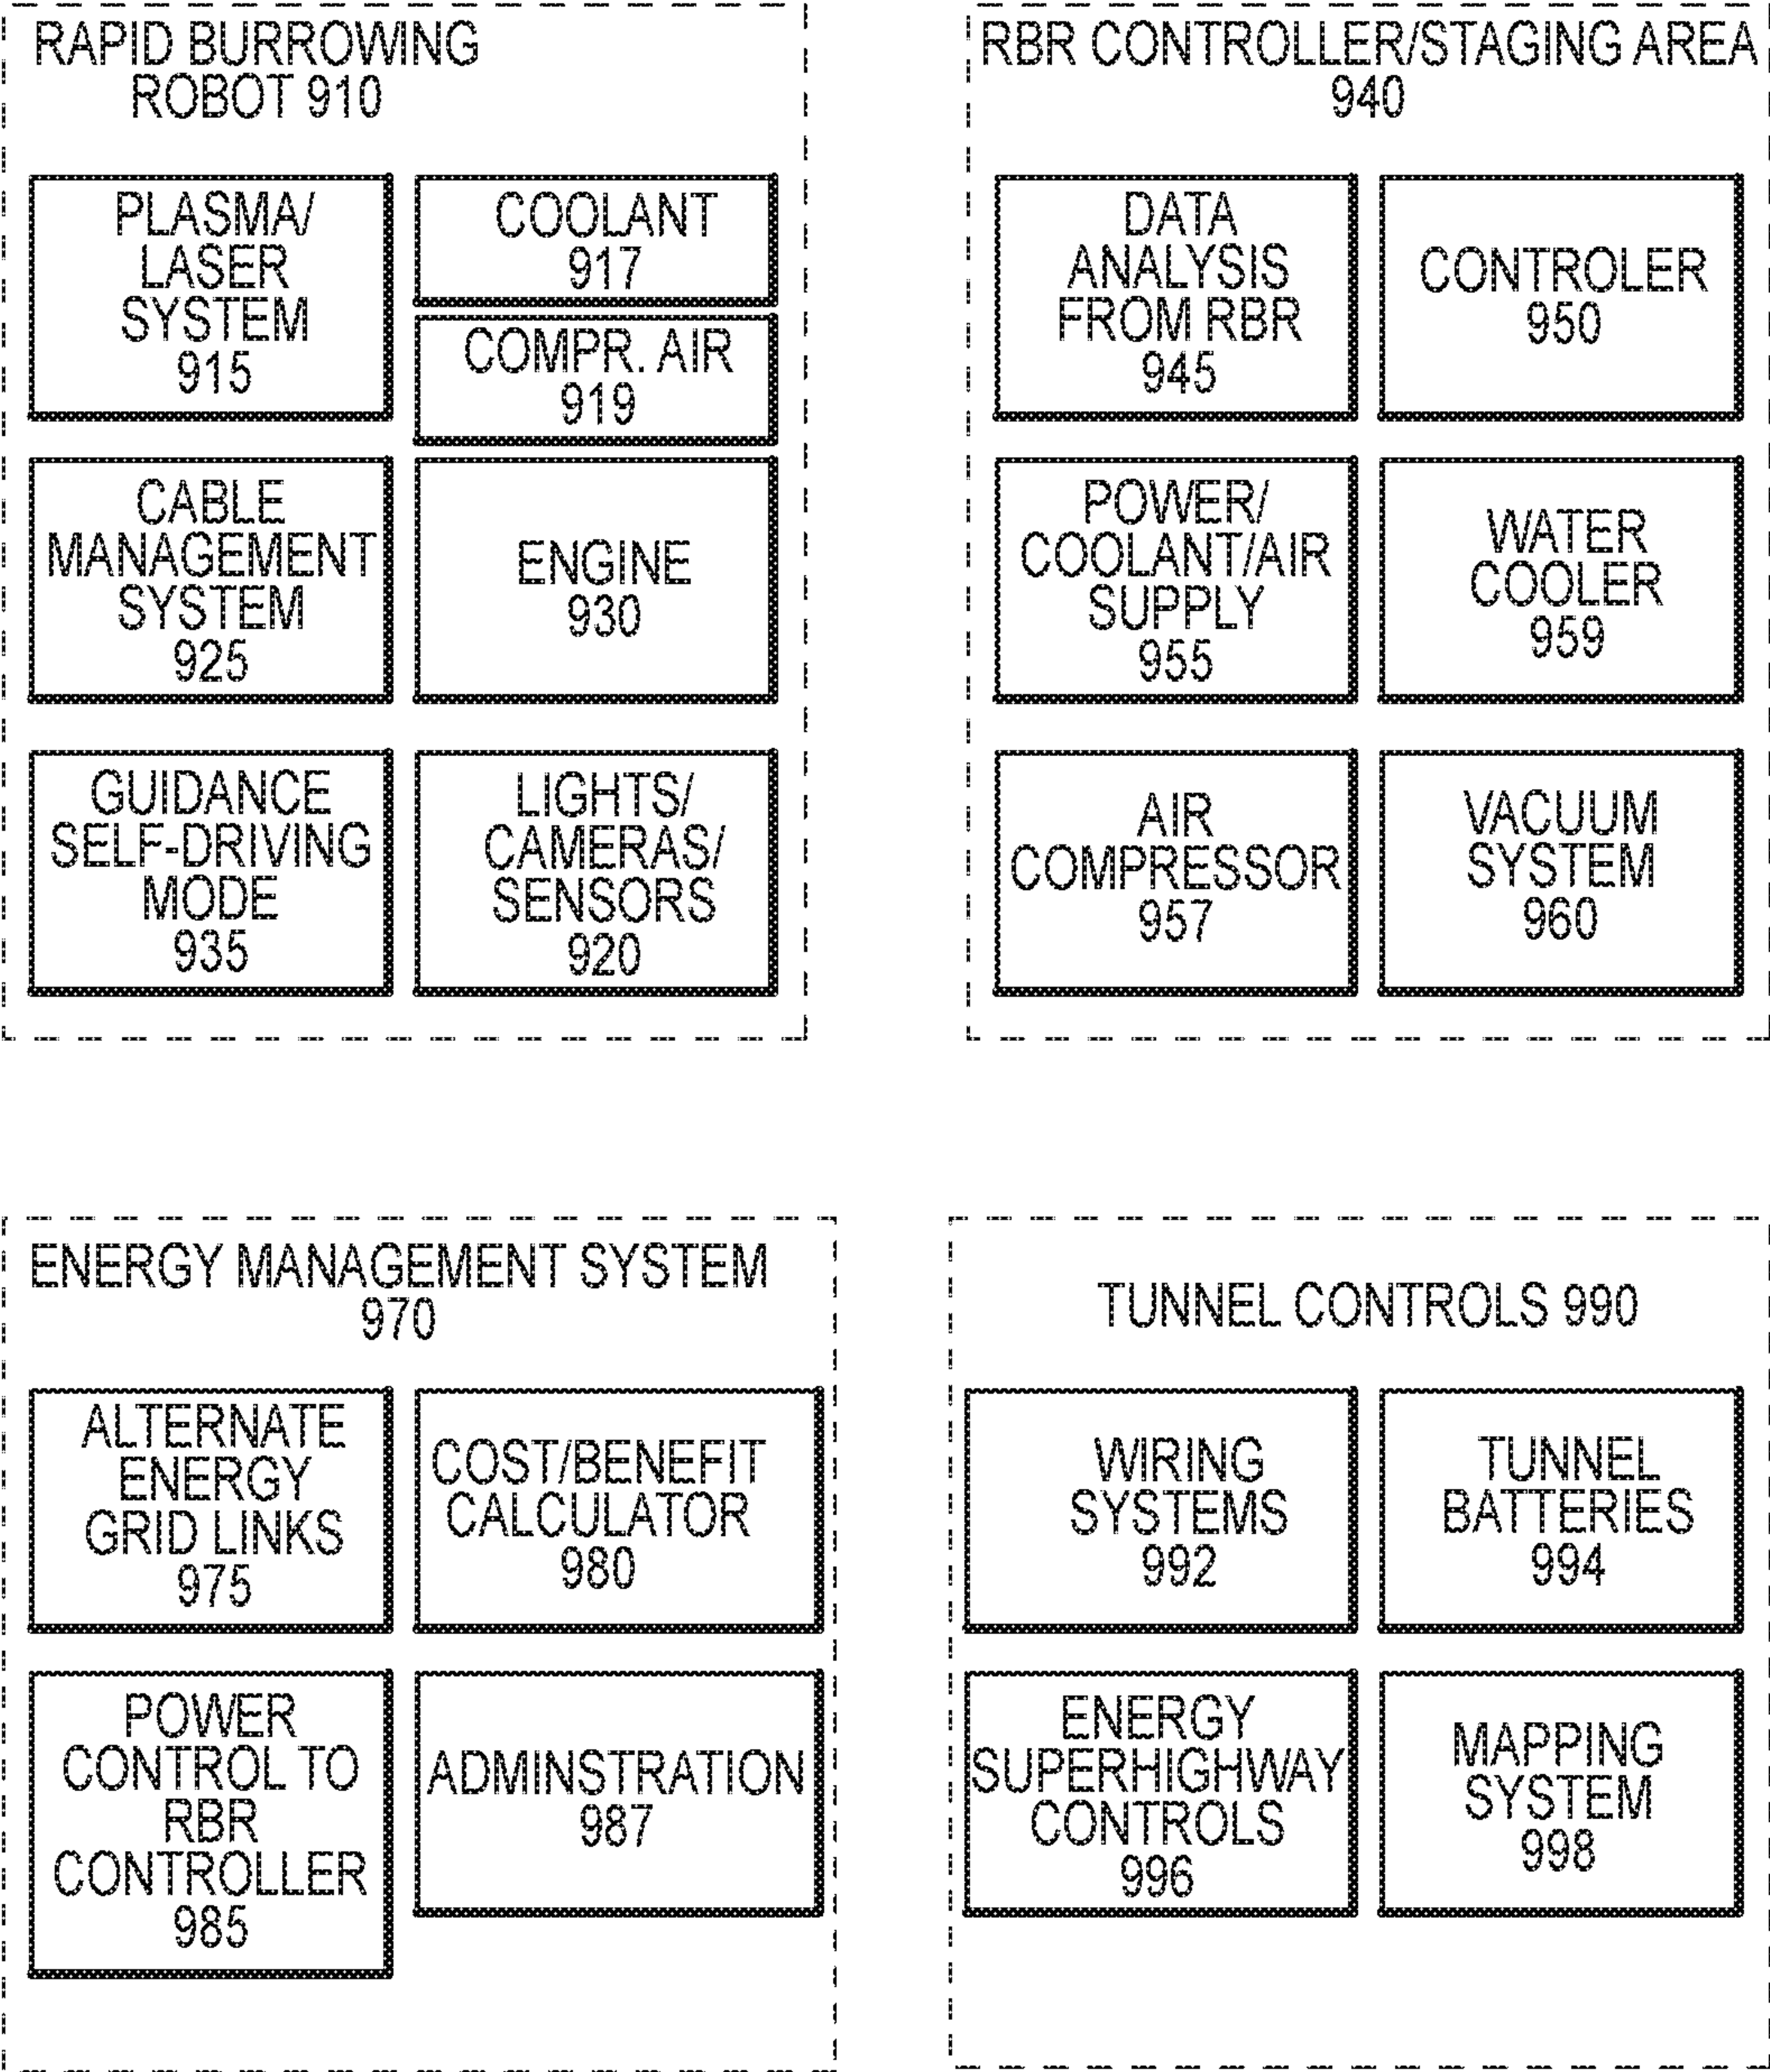 RAPID BURROWING
ROBOT 910
PLASMA/
LASER
SYSTEM
915
COOLANT
917
COMPR. AIR
919
CABLE
MANAGEMENT
SYSTEM
925
ENGINE
930
GUIDANCE
SELF-DRIVING
MODE
935
LIGHTS/
CAMERAS/
SENSORS
920
RBR CONTROLLER/STAGING AREA
940
DATA
ANALYSIS
FROM RBR
945
CONTROLER
950
POWER/
COOLANT/AIR
SUPPLY
955
WATER
COOLER
959
AIR
COMPRESSOR
957
VACUUM
SYSTEM
960
ENERGY MANAGEMENT SYSTEM
970
ALTERNATE
ENERGY
GRID LINKS
975
COST/BENEFIT
CALCULATOR
980
POWER
CONTROL TO
RBR
CONTROLLER
985
ADMINSTRATION
987
TUNNEL CONTROLS 990
WIRING
SYSTEMS
992
TUNNEL
BATTERIES
994
ENERGY
SUPERHIGHWAY
CONTROLS
996
MAPPING
SYSTEM
998